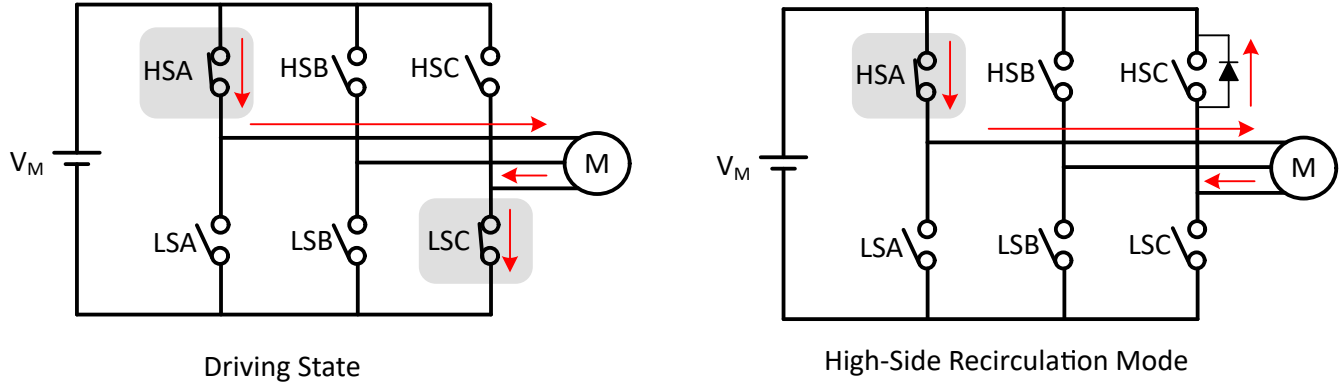 HSA
HSB
HSC
V_M
M
LSA
LSB
LSC
Driving State
HSA
HSB
HSC
V_M
M
LSA
LSB
LSC
High-Side Recirculation Mode